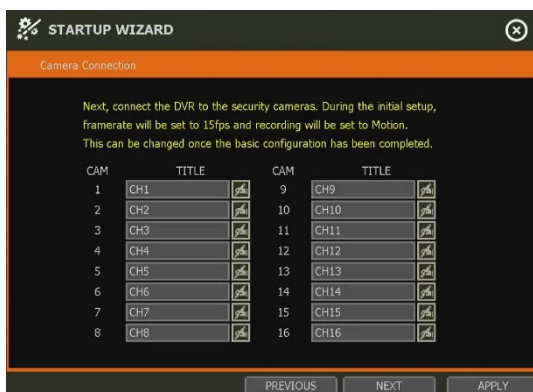 STARTUP WIZARD
Camera Connection
Next, connect the DVR to the security cameras. During the initial setup,
framerate will be set to 15fps and recording will be set to Motion.
This can be changed once the basic configuration has been completed.
CAM TITLE CAM TITLE
1 CH1 9 CH9
2 CH2 10 CH10
3 CH3 11 CH11
4 CH4 12 CH12
5 CH5 13 CH13
6 CH6 14 CH14
7 CH7 15 CH15
8 CH8 16 CH16
PREVIOUS NEXT APPLY